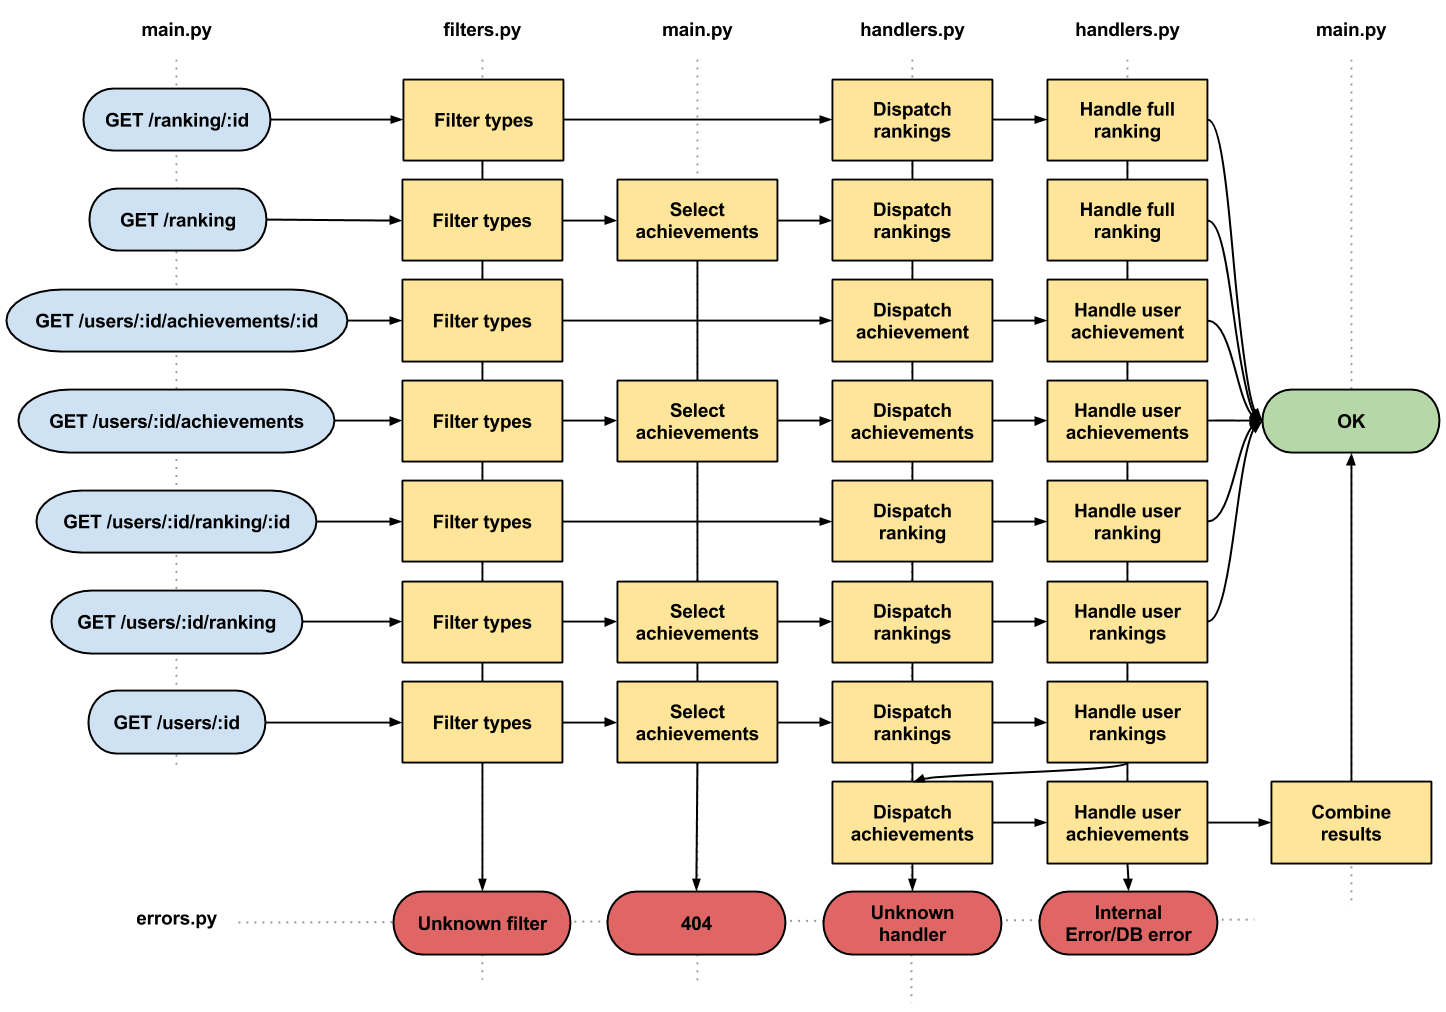 main.py
filters.py
main.py
handlers.py
handlers.py
main.py
GET /ranking/:id
Filter types
Dispatch
rankings
Handle full
ranking
GET /ranking
Filter types
Select
achievements
Dispatch
rankings
Handle full
ranking
GET /users/:id/achievements/:id
Filter types
Dispatch
achievement
Handle user
achievement
GET /users/:id/achievements
Filter types
Select
achievements
Dispatch
achievements
Handle user
achievements
OK
GET /users/:id/ranking/:id
Filter types
Dispatch
ranking
Handle user
ranking
GET /users/:id/ranking
Filter types
Select
achievements
Dispatch
rankings
Handle user
rankings
GET /users/:id
Filter types
Select
achievements
Dispatch
rankings
Handle user
rankings
Dispatch
achievements
Handle user
achievements
Combine
results
errors.py
Unknown filter
404
Unknown
handler
Internal
Error/DB error